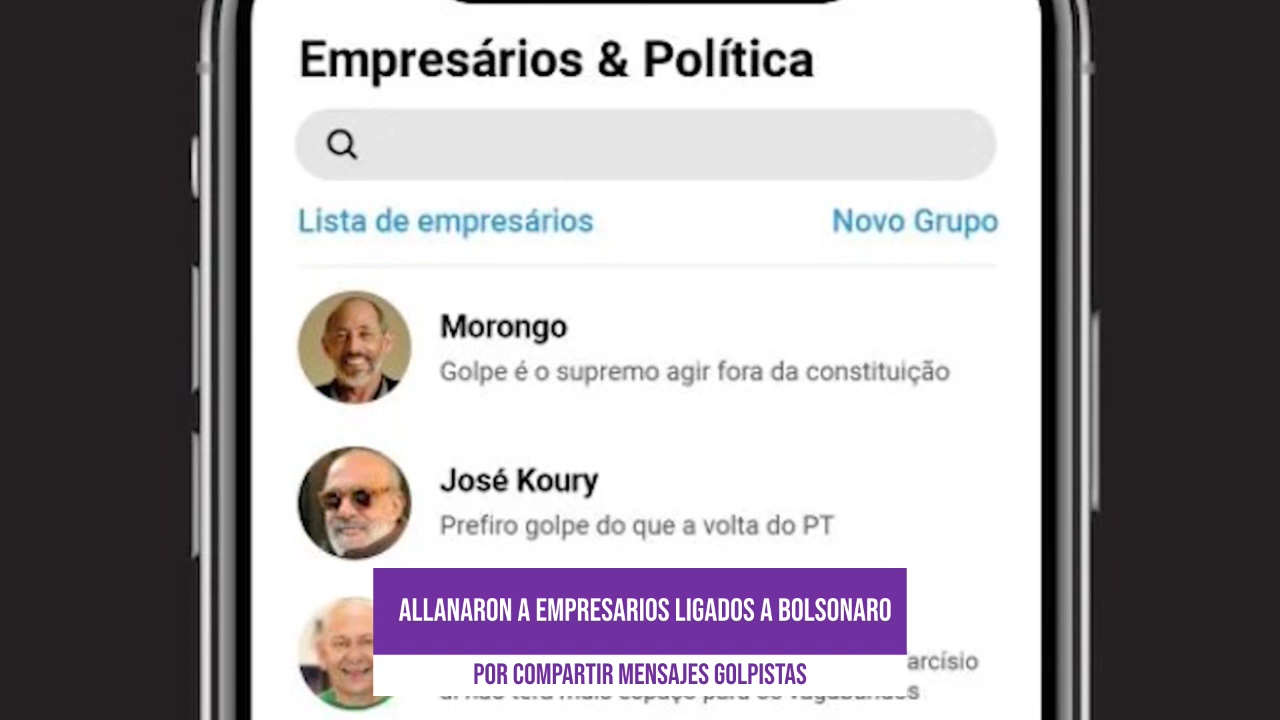 Empresários & Política
Lista de empresários
Novo Grupo
Morongo
Golpe é o supremo agir fora da constituição
José Koury
Prefiro golpe do que a volta do PT
ALLANARON A EMPRESARIOS LIGADOS A BOLSONARO
arcísio
POR COMPARTIR MENSAJES GOLPISTAS